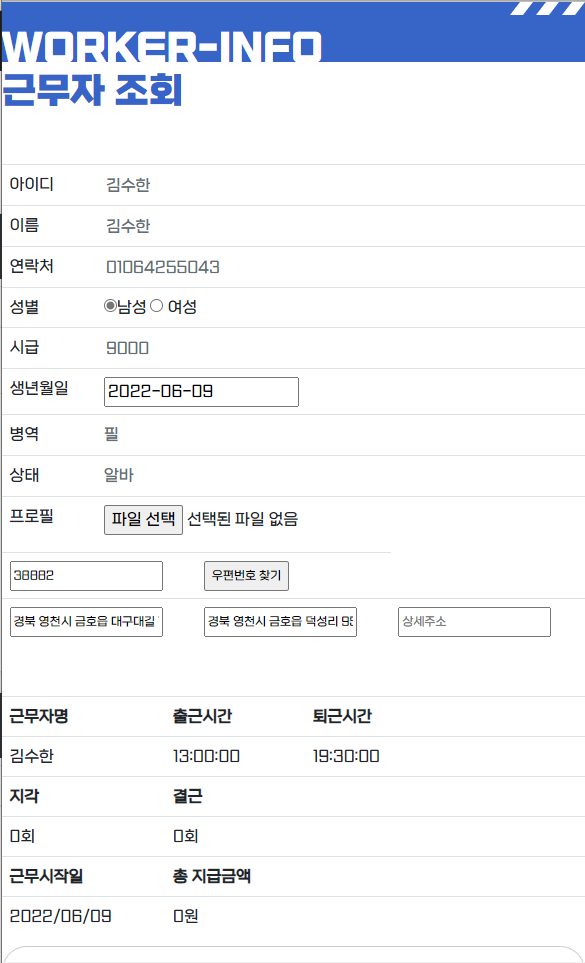 WORKER-INFO
근무자 조회
아이디 김수한
이름 김수한
연락처 01064255043
성별 남성 여성
시급 9000
생년월일 2022-06-09
병역 필
상태 알바
프로필 파일 선택 선택된 파일 없음
38882 우편번호 찾기
경북 영천시 금호읍 대구대길 경북 영천시 금호읍 덕성리 상세주소
근무자명 출근시간 퇴근시간
김수한 13:00:00 19:30:00
지각 결근
0회 0회
근무시작일 총 지급금액
2022/06/09 0원